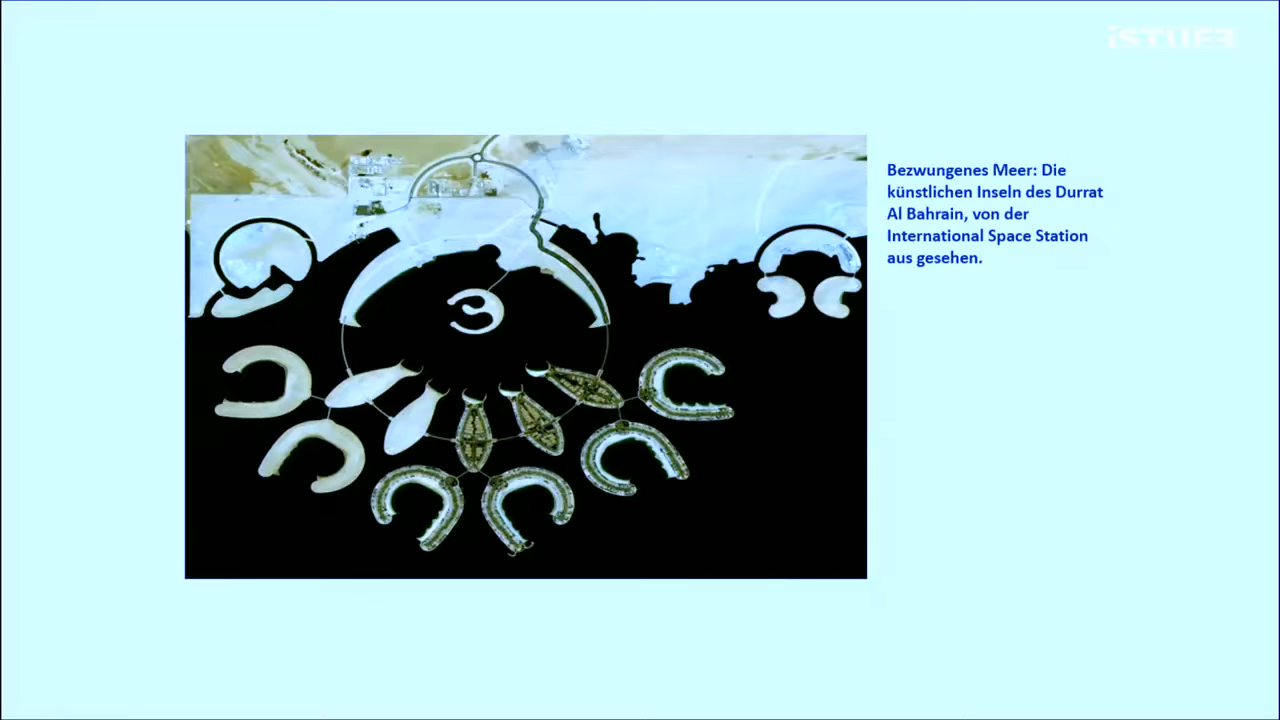 Bezwungenes Meer: Die
künstlichen Inseln des Durrat
Al Bahrain, von der
International Space Station
aus gesehen.